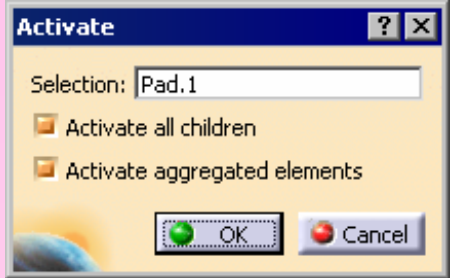 Activate ? X
Selection: Pad.1
Activate all children
Activate aggregated elements
OK Cancel